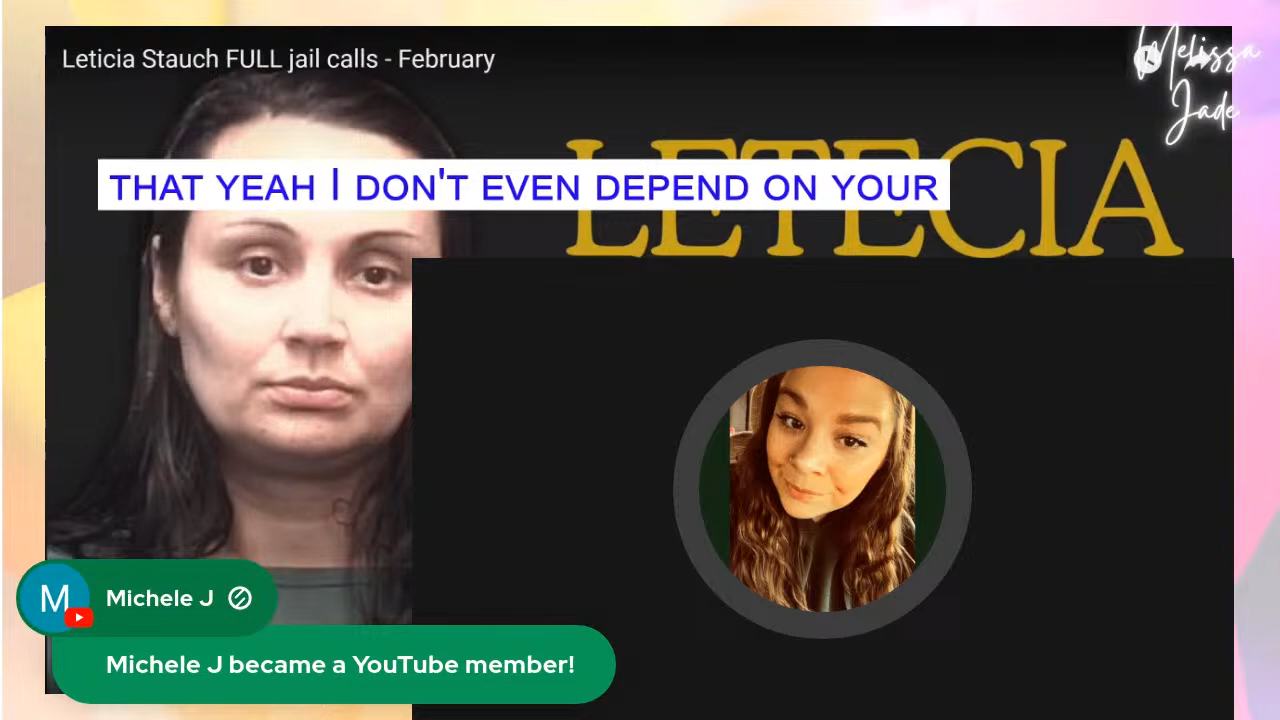 Leticia Stauch FULL jail calls - February
Melissa
Jade
LETECIA
THAT YEAH I DON'T EVEN DEPEND ON YOUR
M
Michele J
Michele J became a YouTube member!